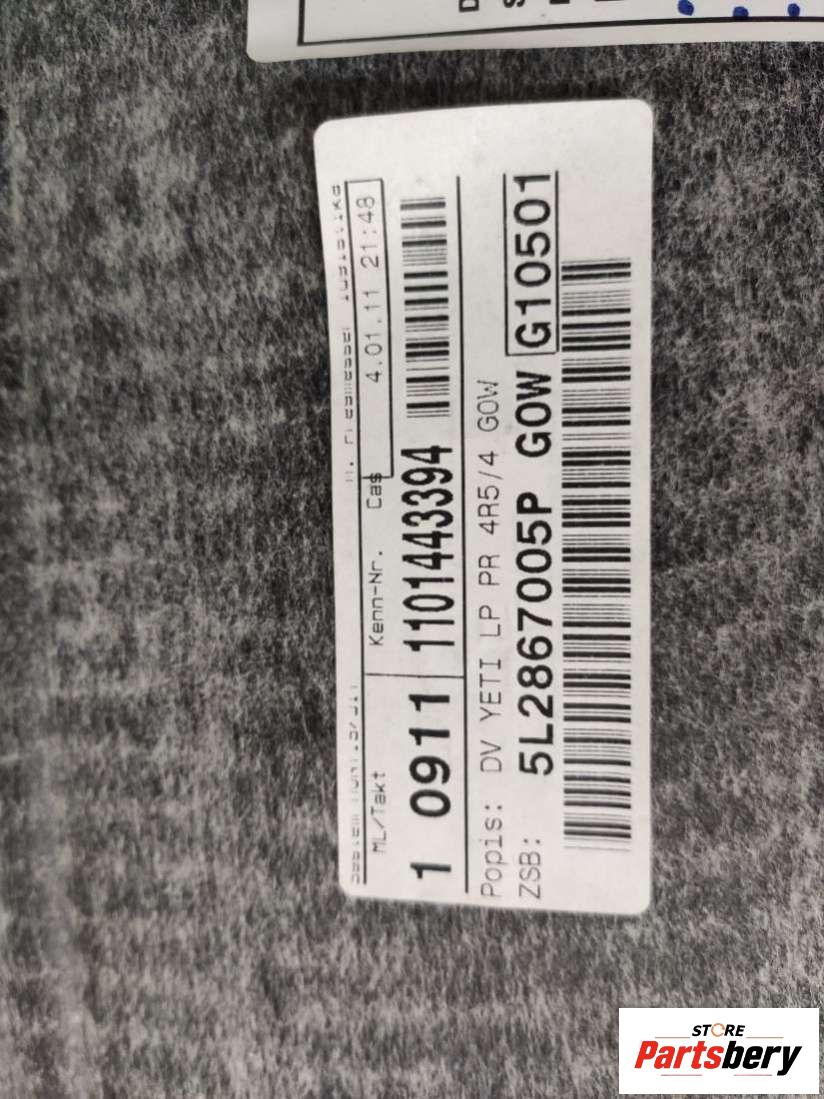 ML/Takt Kenn-Nr. Cas 4.01.11 21:48
1 0911 1101443394
Popis: DV YETI LP PR 4R5/4 GOW
ZSB: 5L2867005P GOW G10501
STORE
Partsbery